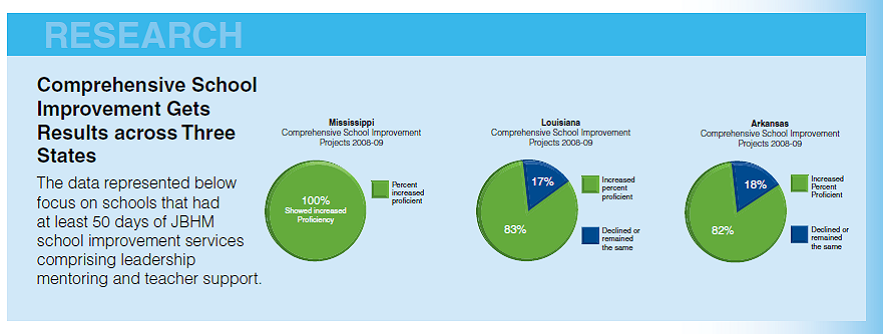 RESEARCH
Comprehensive School
Improvement Gets
Results across Three
States
The data represented below
focus on schools that had
at least 50 days of JBHM
school improvement services
comprising leadership
mentoring and teacher support.
Mississippi
Comprehensive School Improvement
Projects 2008-09
100%
Showed increased
Proficiency
Percent
increased
proficient
Louisiana
Comprehensive School Improvement
Projects 2008-09
17%
83%
Increased
percent
proficient
Declined or
remained
the same
Arkansas
Comprehensive School Improvement
Projects 2008-09
18%
82%
Increased
Percent
Proficient
Declined or
remained
the same